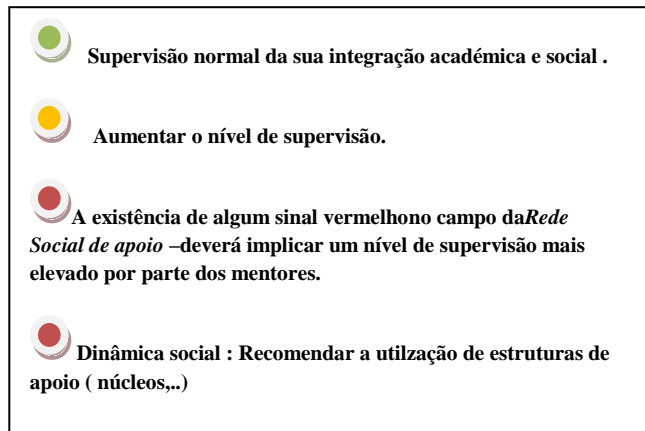 Supervisão normal da sua integração académica e social .
Aumentar o nível de supervisão.
A existência de algum sinal vermelhono campo daRede
Social de apoio –deverá implicar um nível de supervisão mais
elevado por parte dos mentores.
Dinâmica social : Recomendar a utilzação de estruturas de
apoio ( núcleos,..)